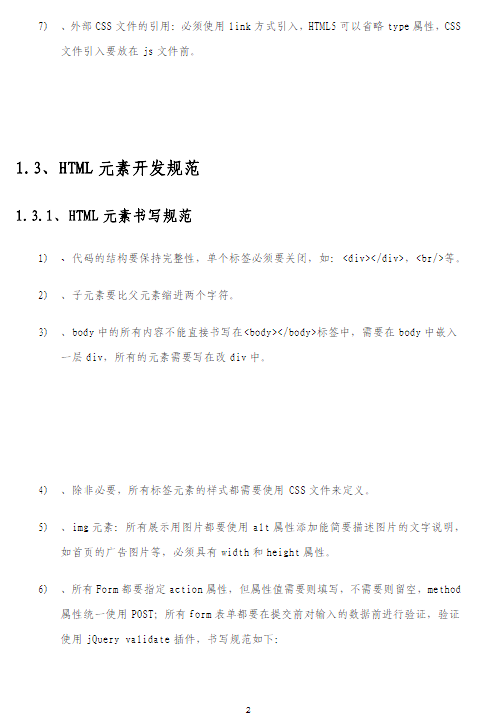 7) 、外部 CSS 文件的引用：必须使用 link 方式引入，HTML5 可以省略 type 属性，CSS
文件引入要放在 js 文件前。
1.3、HTML 元素开发规范
1.3.1、HTML 元素书写规范
1) 、代码的结构要保持完整性，单个标签必须要关闭，如：<div></div>，<br/>等。
2) 、子元素要比父元素缩进两个字符。
3) 、body 中的所有内容不能直接书写在<body></body>标签中，需要在 body 中嵌入
一层 div，所有的元素需要写在改 div 中。
4) 、除非必要，所有标签元素的样式都需要使用 CSS 文件来定义。
5) 、img 元素：所有展示用图片都要使用 alt 属性添加能简要描述图片的文字说明，
如首页的广告图片等，必须具有 width 和 height 属性。
6) 、所有 Form 都要指定 action 属性，但属性值需要则填写，不需要则留空，method
属性统一使用 POST；所有 form 表单都要在提交前对输入的数据前进行验证，验证
使用 jQuery validate 插件，书写规范如下：
2